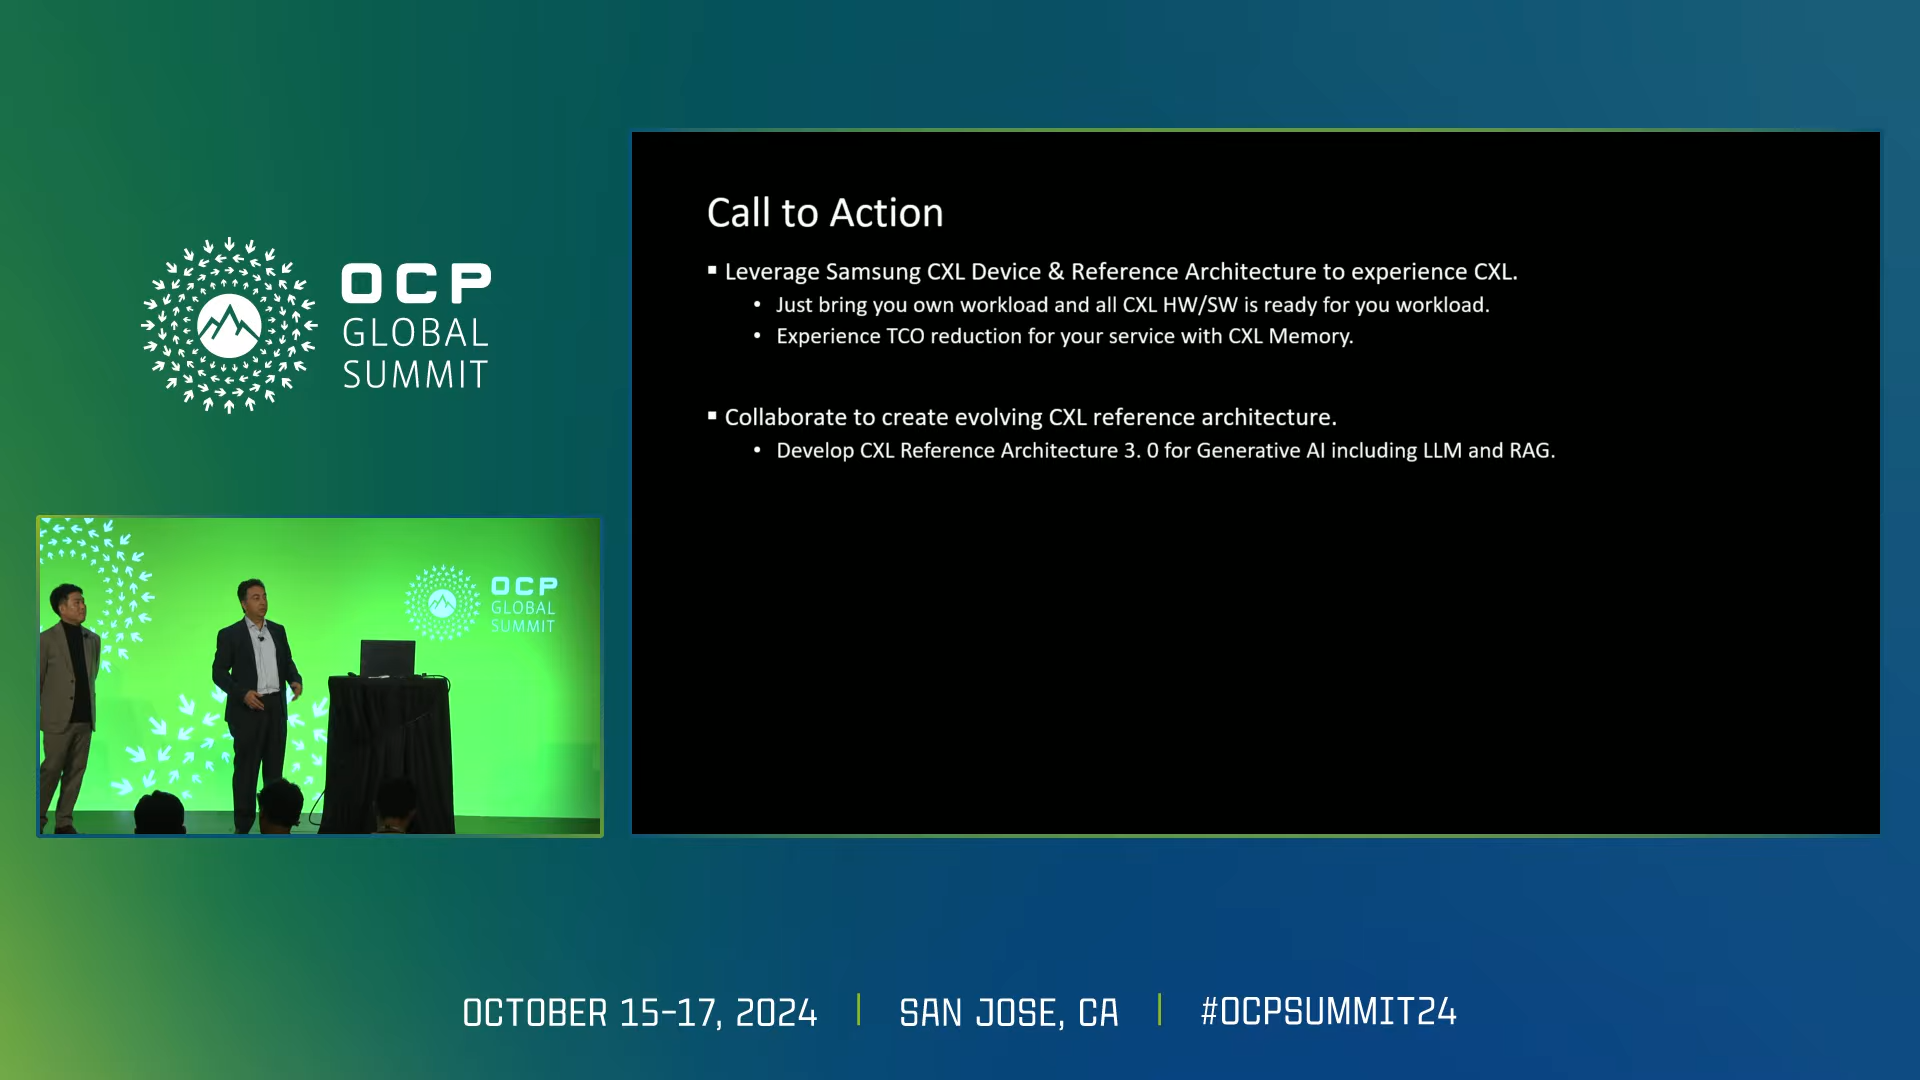 OCP
GLOBAL
SUMMIT
Call to Action
▪ Leverage Samsung CXL Device & Reference Architecture to experience CXL.
• Just bring you own workload and all CXL HW/SW is ready for you workload.
• Experience TCO reduction for your service with CXL Memory.
▪ Collaborate to create evolving CXL reference architecture.
• Develop CXL Reference Architecture 3. 0 for Generative AI including LLM and RAG.
OCP
GLOBAL
SUMMIT
OCTOBER 15-17, 2024 | SAN JOSE, CA | #OCPSUMMIT24